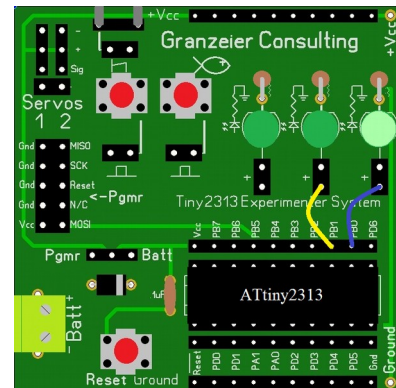 +Vcc
Granzeier Consulting
+Vcc
-
+
Sig
Servos
1 2
Gnd MISO
Gnd SCK
Gnd Reset
Gnd N/C
Vcc MOSI
<-Pgmr
+ + +
Tiny2313 Experimenter System
Vcc PB7 PB6 PB5 PB4 PB3 PB2 PB1 PB0 PD6
Pgmr Batt
1uF
ATtiny2313
-Batt+
Reset PD0 PD1 PA1 PA0 PD2 PD3 PD4 PD5 Gnd
Reset Ground
Ground